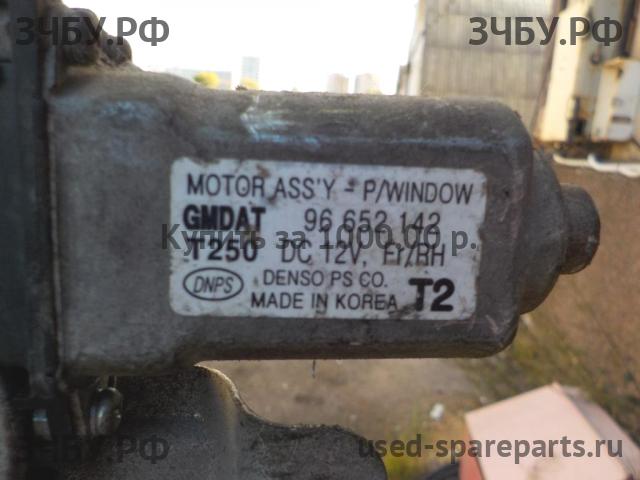 ЗЧБУ.РФ
ЗЧБУ.РФ
MOTOR ASS'Y - P/WINDOW
GMDAT 96 652 142
Купить за 1000.00 р.
T250 DC 12V, Fr/RH
DNPS DENSO PS CO.
MADE IN KOREA T2
ЗЧБУ.РФ
used-spareparts.ru